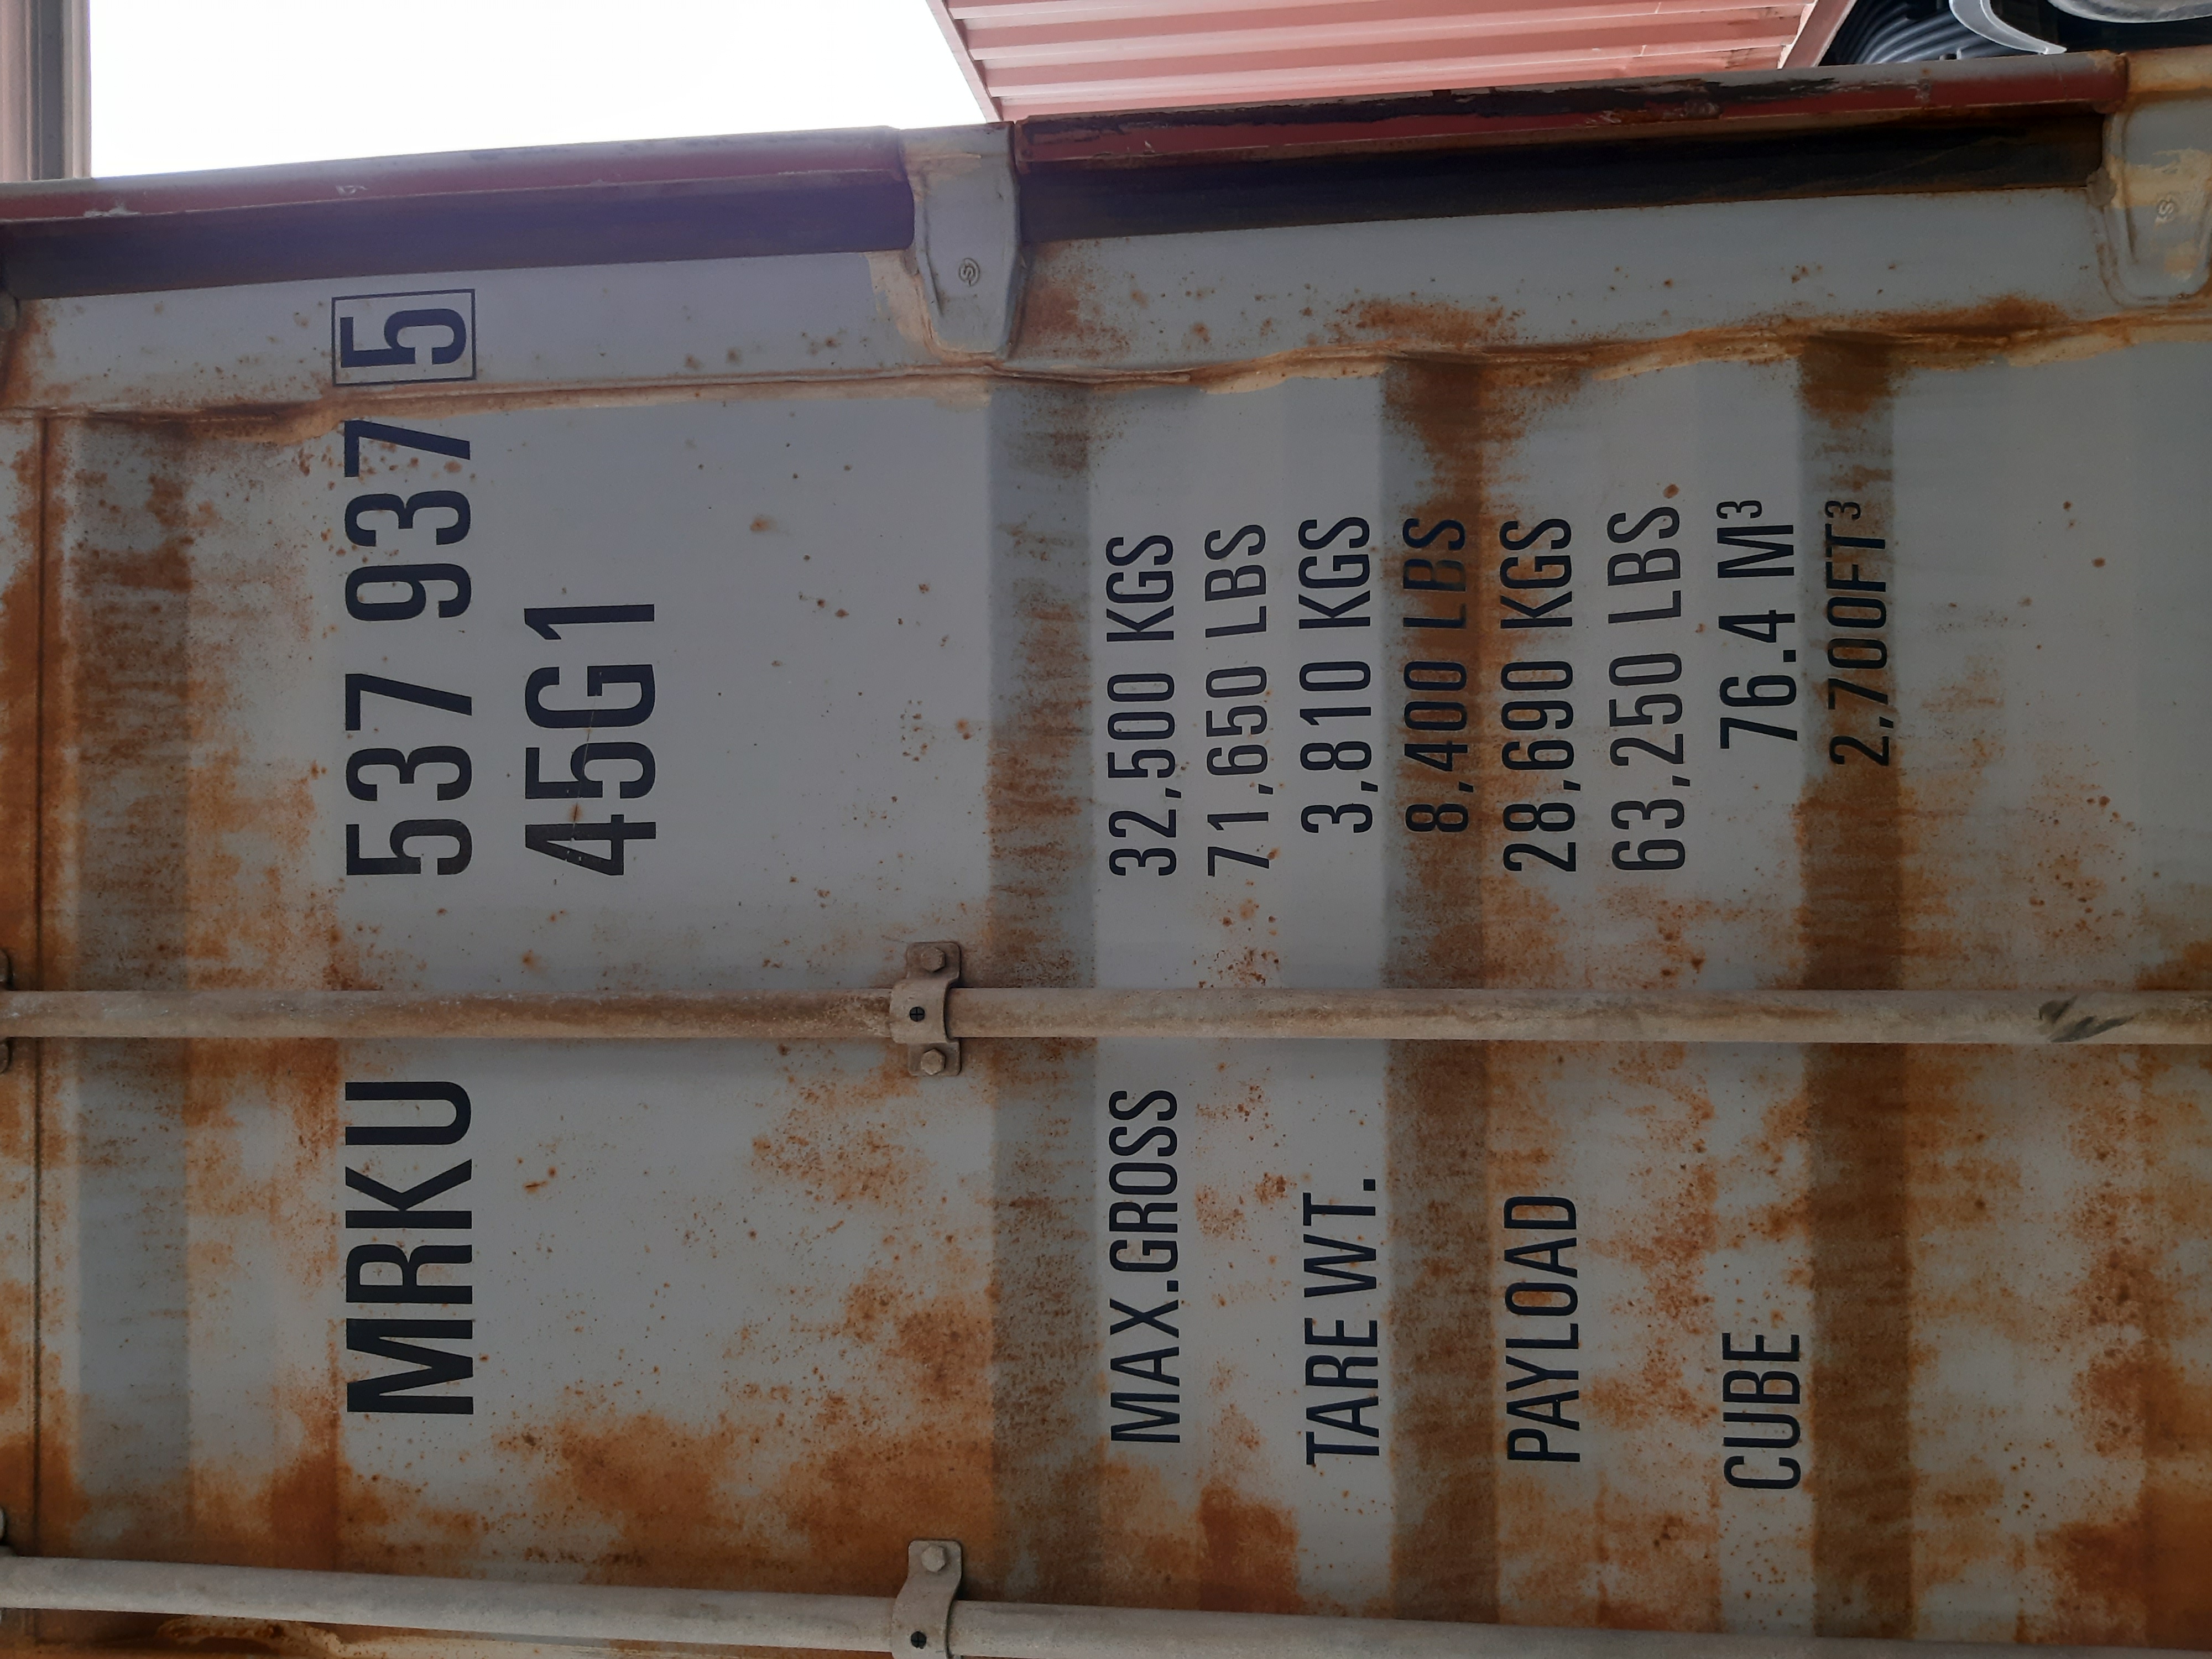 MRKU 537 937 5
45G1
MAX.GROSS 32,500 KGS
71,650 LBS
TARE WT. 3,810 KGS
8,400 LBS
PAYLOAD 28,690 KGS
63,250 LBS.
CUBE 76.4 M³
2,700FT³